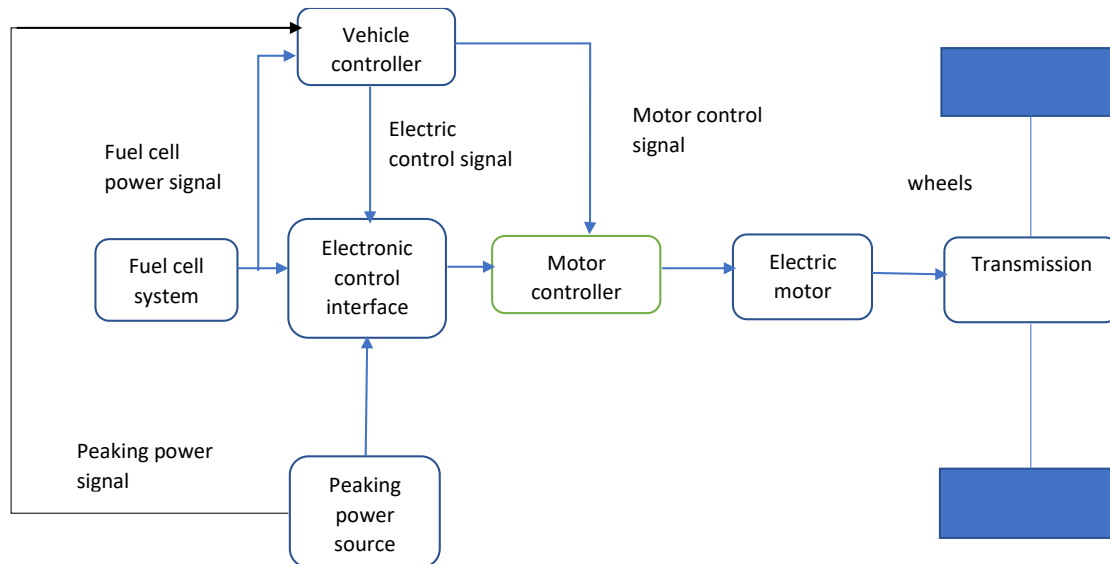 Vehicle
controller
Fuel cell
power signal
Electric
control signal
Motor control
signal
wheels
Fuel cell
system
Electronic
control
interface
Motor
controller
Electric
motor
Transmission
Peaking power
signal
Peaking
power
source